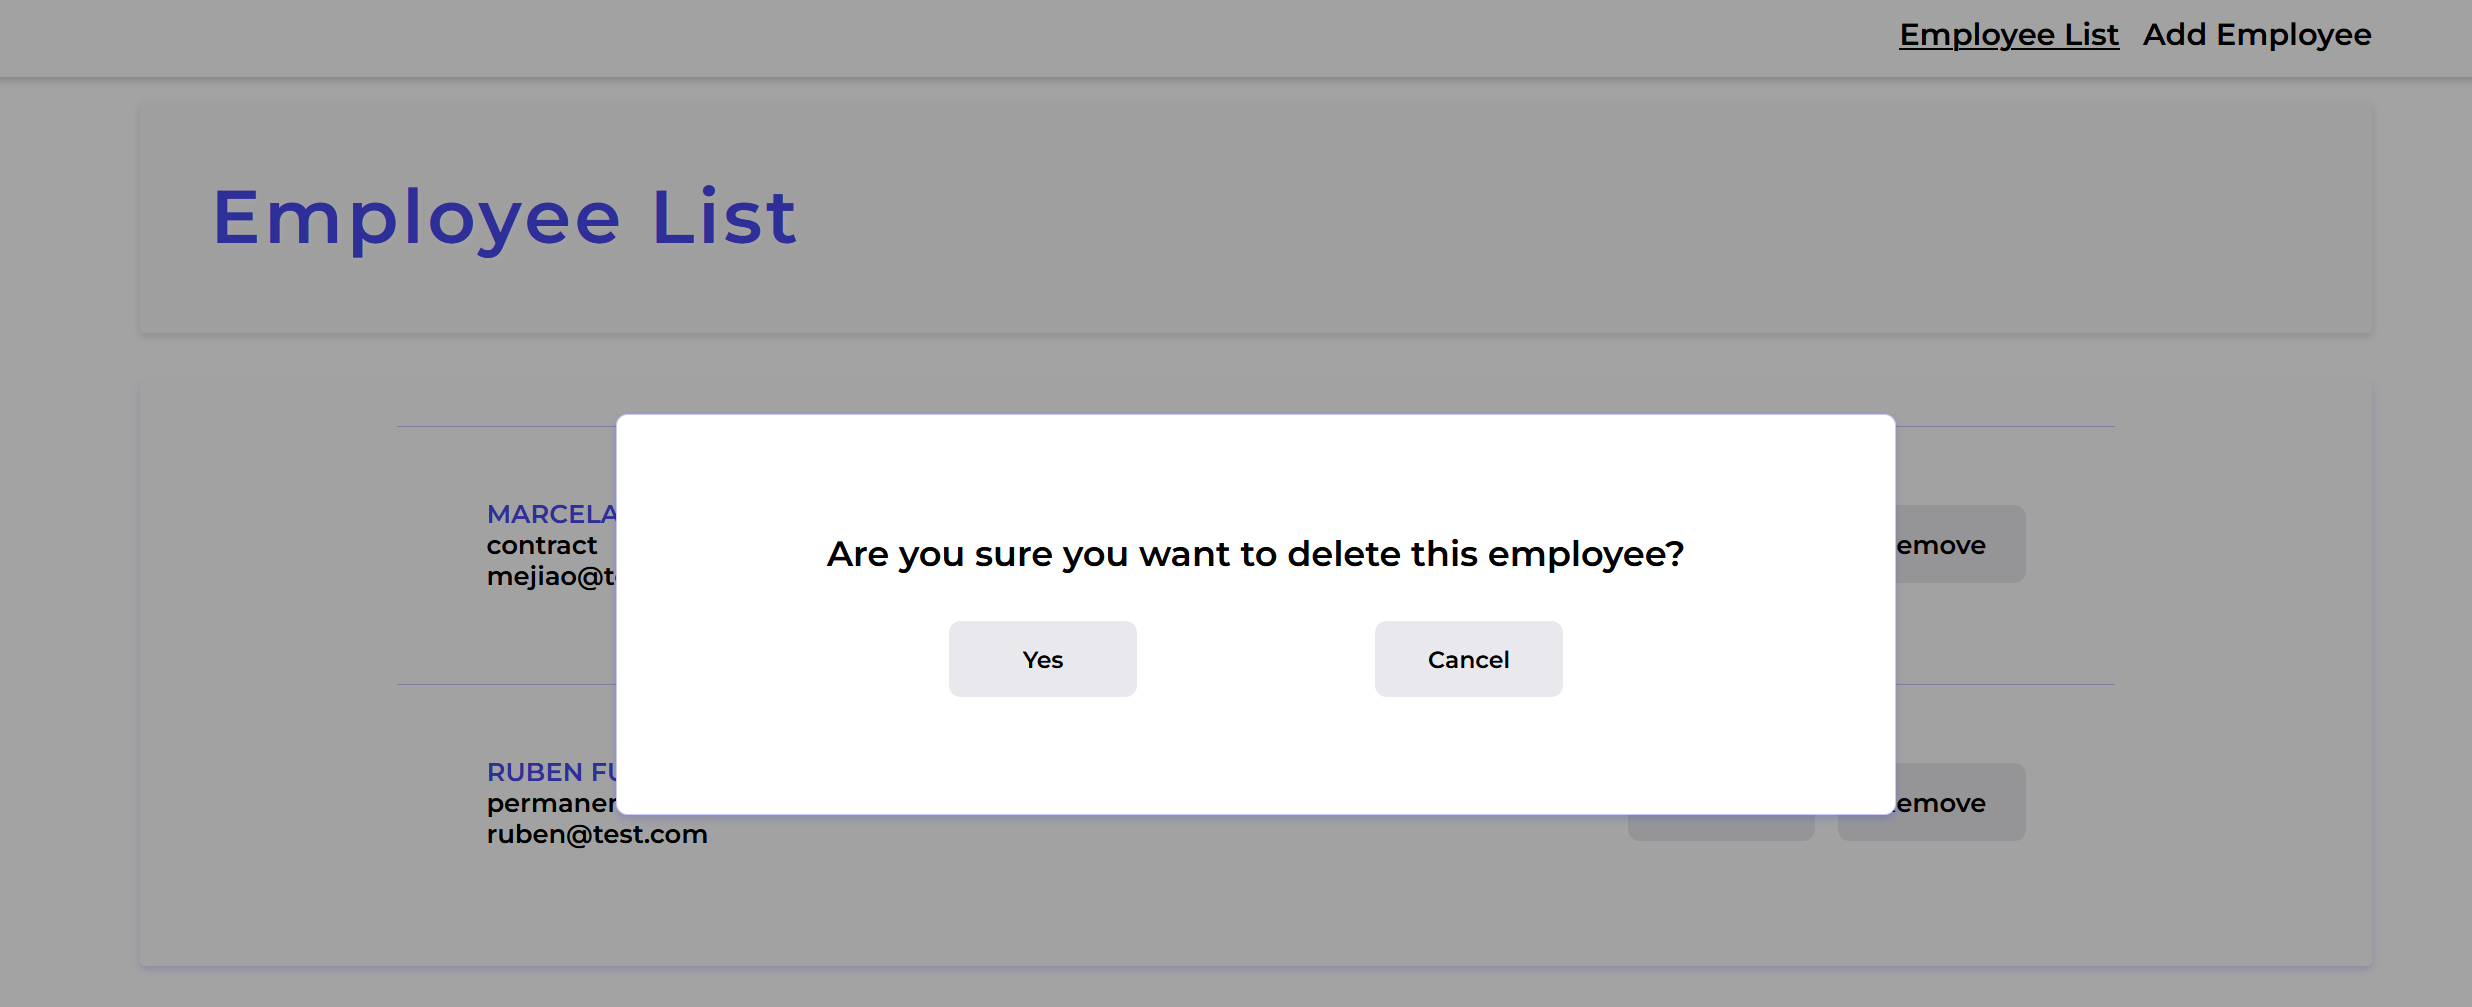 Employee List Add Employee
Employee List
MARCELA
contract
mejiao@t
Are you sure you want to delete this employee?
emove
Yes Cancel
RUBEN FU
permanen
emove
ruben@test.com